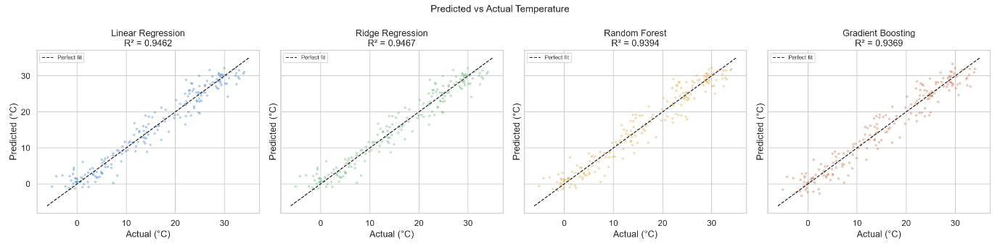 Predicted vs Actual Temperature
Linear Regression
R² = 0.9462
Perfect fit
30
20
10
0
Predicted (°C)
0 10 20 30
Actual (°C)
Ridge Regression
R² = 0.9467
Perfect fit
Predicted (°C)
0 10 20 30
Actual (°C)
Random Forest
R² = 0.9394
Perfect fit
Predicted (°C)
0 10 20 30
Actual (°C)
Gradient Boosting
R² = 0.9369
Perfect fit
Predicted (°C)
0 10 20 30
Actual (°C)